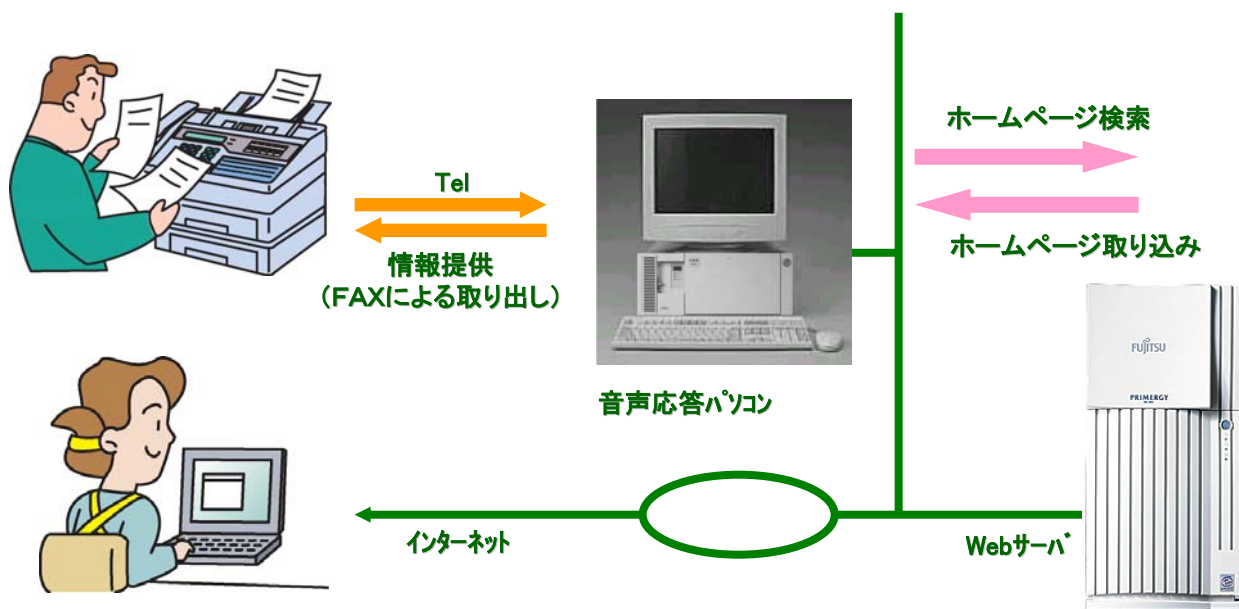 Tel
情報提供
（FAXによる取り出し）
音声応答ﾊﾟｿｺﾝ
ホームページ検索
ホームページ取り込み
FUJITSU
PRIMERGY
インターネット
Webサーバ